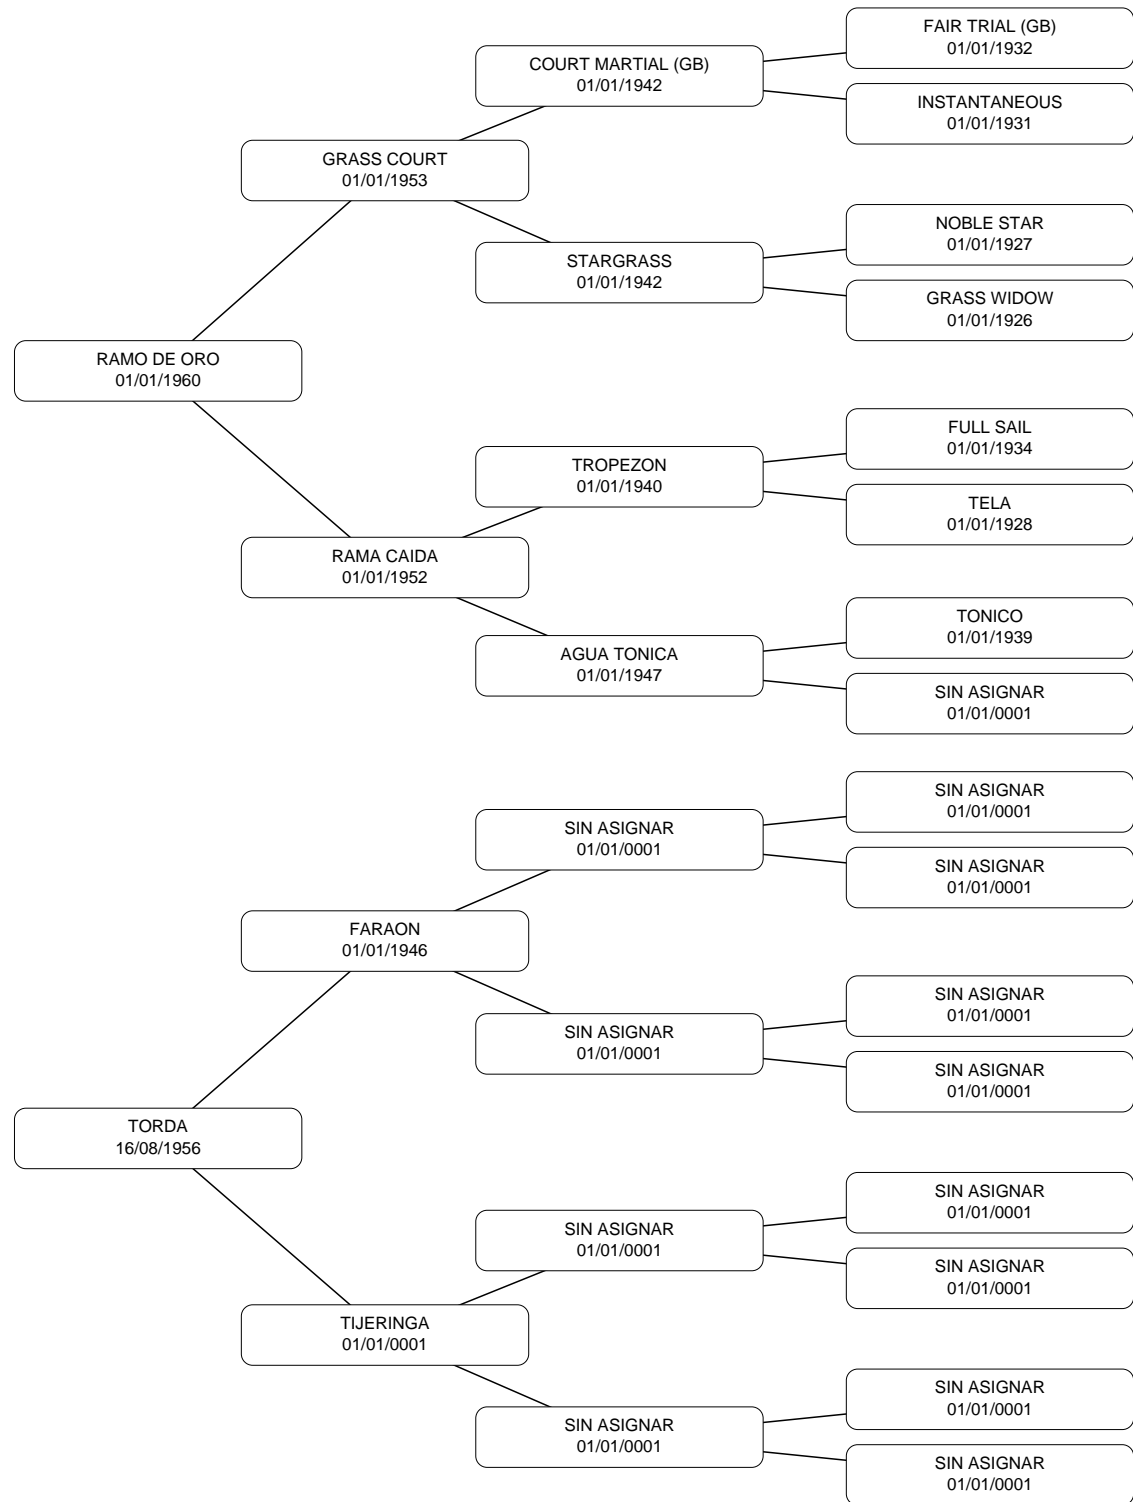 FAIR TRIAL (GB)
01/01/1932
COURT MARTIAL (GB)
01/01/1942
INSTANTANEOUS
01/01/1931
GRASS COURT
01/01/1953
NOBLE STAR
01/01/1927
STARGRASS
01/01/1942
GRASS WIDOW
01/01/1926
RAMO DE ORO
01/01/1960
FULL SAIL
01/01/1934
TROPEZON
01/01/1940
TELA
01/01/1928
RAMA CAIDA
01/01/1952
TONICO
01/01/1939
AGUA TONICA
01/01/1947
SIN ASIGNAR
01/01/0001
SIN ASIGNAR
01/01/0001
SIN ASIGNAR
01/01/0001
SIN ASIGNAR
01/01/0001
FARAON
01/01/1946
SIN ASIGNAR
01/01/0001
SIN ASIGNAR
01/01/0001
SIN ASIGNAR
01/01/0001
TORDA
16/08/1956
SIN ASIGNAR
01/01/0001
SIN ASIGNAR
01/01/0001
SIN ASIGNAR
01/01/0001
TIJERINGA
01/01/0001
SIN ASIGNAR
01/01/0001
SIN ASIGNAR
01/01/0001
SIN ASIGNAR
01/01/0001